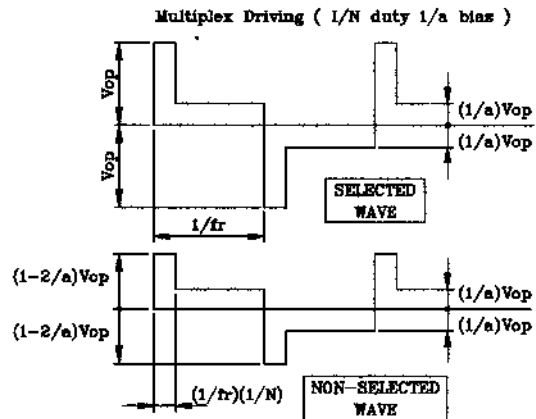 Multiplex Driving ( 1/N duty 1/a bias )
Vop
Vop
(1/a)Vop
(1/a)Vop
SELECTED
WAVE
1/fr
(1-2/a)Vop
(1-2/a)Vop
(1/a)Vop
(1/a)Vop
(1/fr)(1/N)
NON-SELECTED
WAVE